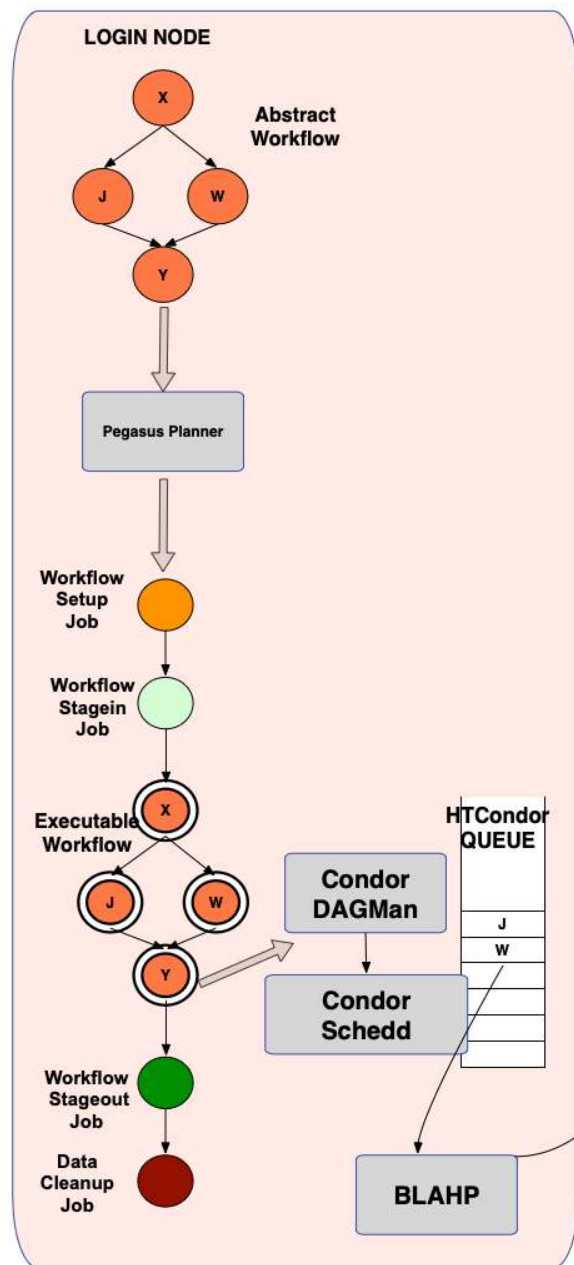 LOGIN NODE
X
Abstract
Workflow
J
W
Y
Pegasus Planner
Workflow
Setup
Job
Workflow
Stagein
Job
X
Executable
Workflow
J
W
Y
Condor
DAGMan
Condor
Schedd
HTCondor
QUEUE
J
W
Workflow
Stageout
Job
Data
Cleanup
Job
BLAHP